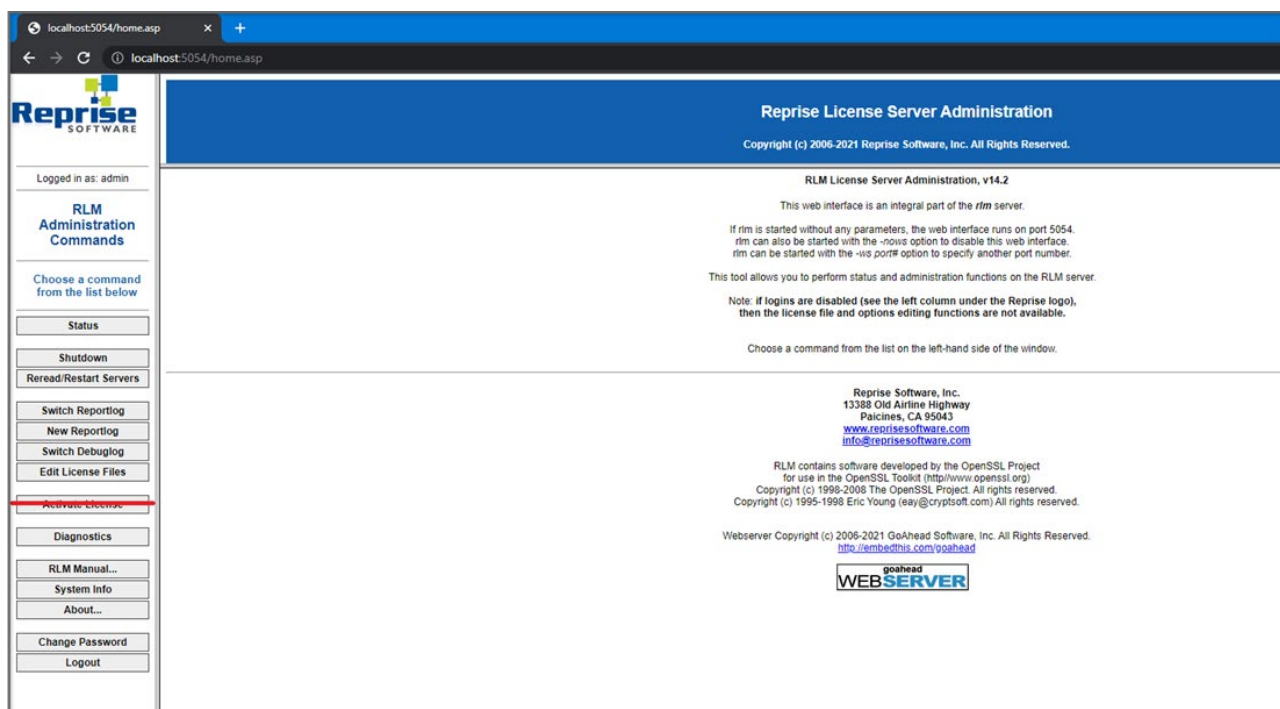 localhost:5054/home.asp
localhost:5054/home.asp
Reprise
SOFTWARE
Logged in as: admin
RLM
Administration
Commands
Choose a command
from the list below
Status
Shutdown
Reread/Restart Servers
Switch Reportlog
New Reportlog
Switch Debuglog
Edit License Files
Activate License
Diagnostics
RLM Manual...
System Info
About...
Change Password
Logout
Reprise License Server Administration
Copyright (c) 2006-2021 Reprise Software, Inc. All Rights Reserved.
RLM License Server Administration, v14.2
This web interface is an integral part of the rlm server.
If rlm is started without any parameters, the web interface runs on port 5054.
rlm can also be started with the -nows option to disable this web interface.
rlm can be started with the -ws port# option to specify another port number.
This tool allows you to perform status and administration functions on the RLM server.
Note: if logins are disabled (see the left column under the Reprise logo),
then the license file and options editing functions are not available.
Choose a command from the list on the left-hand side of the window.
Reprise Software, Inc.
13388 Old Airline Highway
Paicines, CA 95043
www.reprisesoftware.com
info@reprisesoftware.com
RLM contains software developed by the OpenSSL Project
for use in the OpenSSL Toolkit (http//www.openssl.org)
Copyright (c) 1998-2008 The OpenSSL Project. All rights reserved.
Copyright (c) 1995-1998 Eric Young (eay@cryptsoft.com) All rights reserved.
Webserver Copyright (c) 2006-2021 GoAhead Software, Inc. All Rights Reserved.
http://embedthis.com/goahead
goahead
WEBSERVER